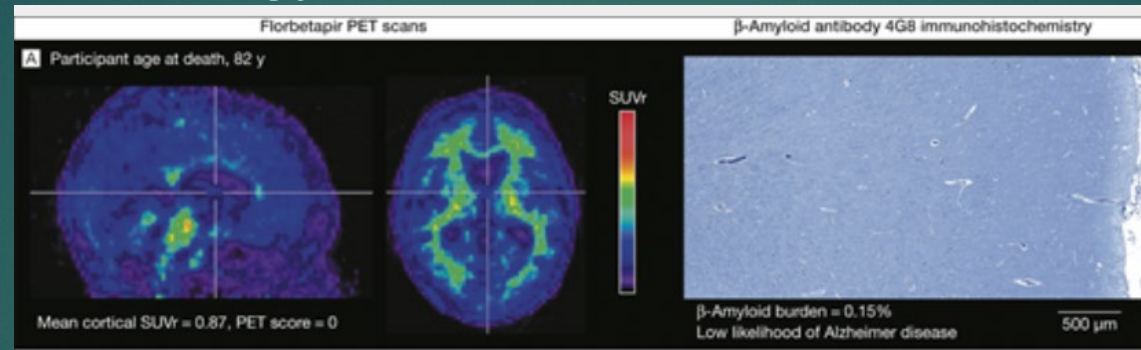 Florbetapir PET scans
β-Amyloid antibody 4G8 immunohistochemistry
A Participant age at death, 82 y
SUVr
Mean cortical SUVr = 0.87, PET score = 0
β-Amyloid burden = 0.15%
Low likelihood of Alzheimer disease
500 μm